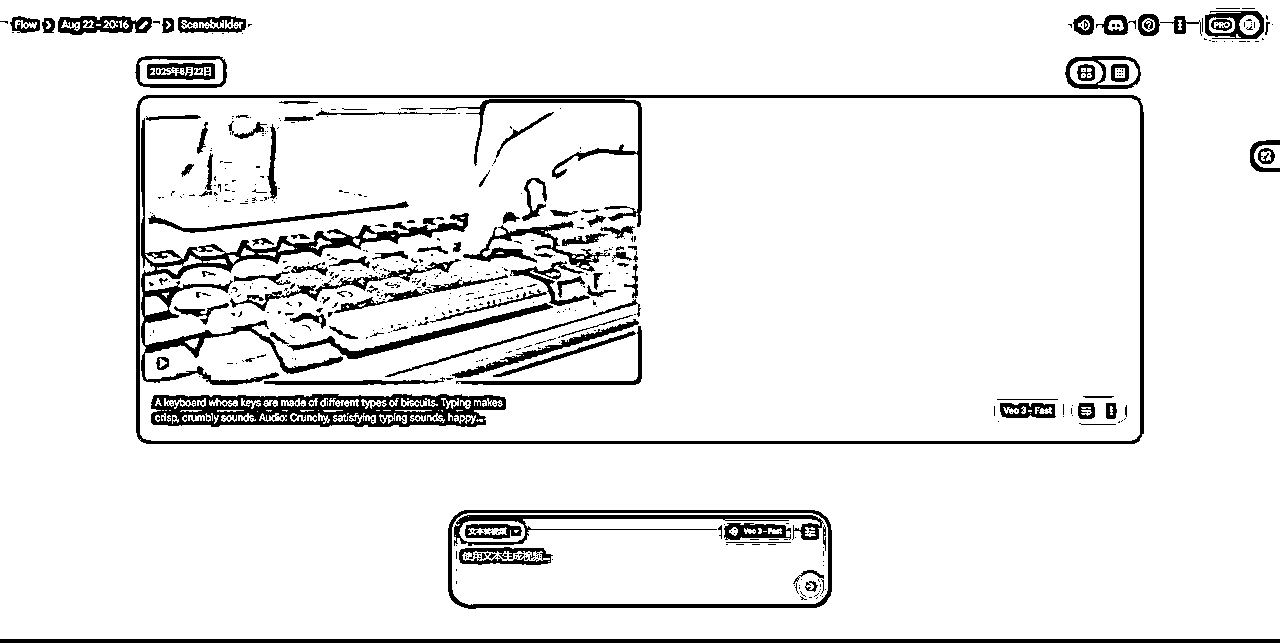 Flow > Aug 22 - 20:16 > Scenebuilder
PRO
2025年8月22日
A keyboard whose keys are made of different types of biscuits. Typing makes
crisp, crumbly sounds. Audio: Crunchy, satisfying typing sounds, happy...
Veo 3 - Fast
文本转视频
Veo 3 - Fast
使用文本生成视频...